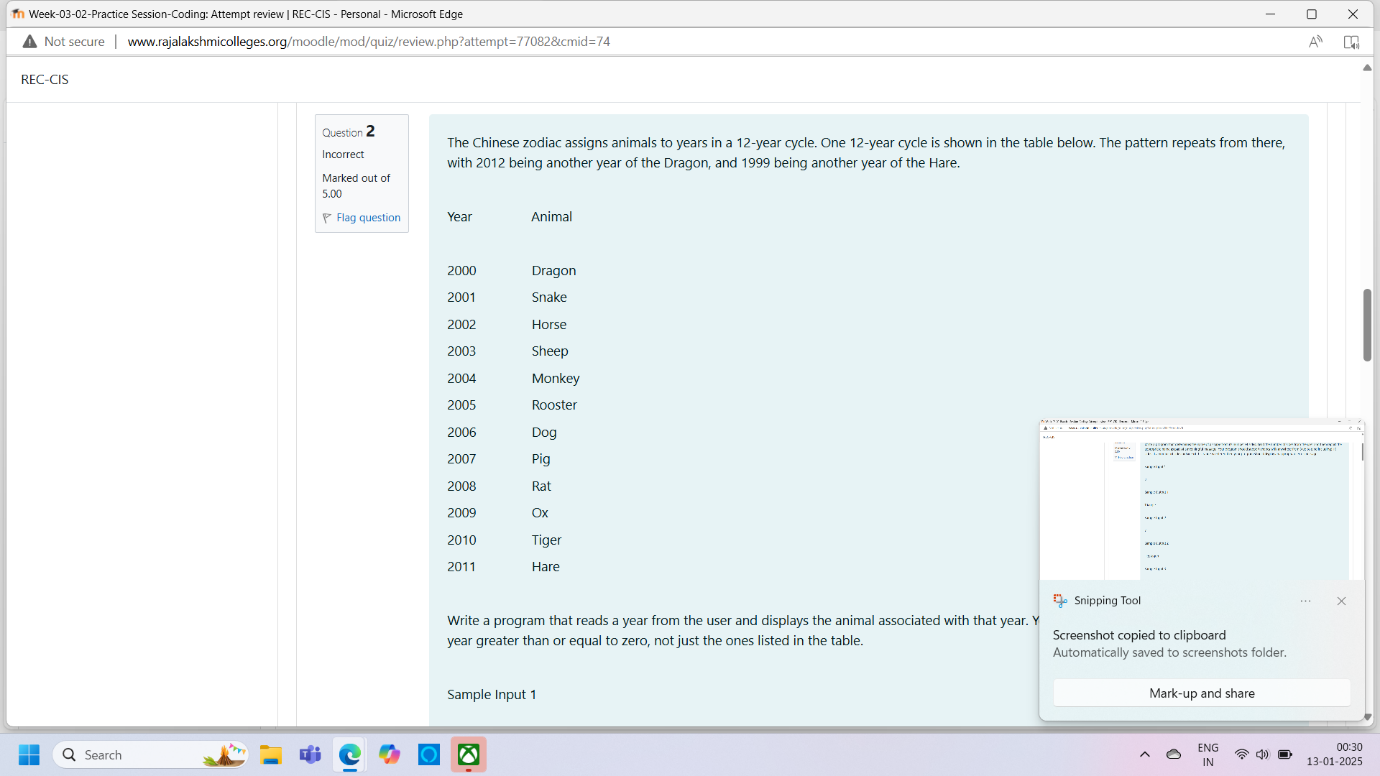 Week-03-02-Practice Session-Coding: Attempt review | REC-CIS - Personal - Microsoft Edge
Not secure | www.rajalakshmicolleges.org/moodle/mod/quiz/review.php?attempt=77082&cmid=74
REC-CIS
Question 2
Incorrect
Marked out of
5.00
Flag question
The Chinese zodiac assigns animals to years in a 12-year cycle. One 12-year cycle is shown in the table below. The pattern repeats from there,
with 2012 being another year of the Dragon, and 1999 being another year of the Hare.
Year Animal
2000 Dragon
2001 Snake
2002 Horse
2003 Sheep
2004 Monkey
2005 Rooster
2006 Dog
2007 Pig
2008 Rat
2009 Ox
2010 Tiger
2011 Hare
Write a program that reads a year from the user and displays the animal associated with that year. Y
year greater than or equal to zero, not just the ones listed in the table.
Sample Input 1
Snipping Tool
Screenshot copied to clipboard
Automatically saved to screenshots folder.
Mark-up and share
Search
ENG
IN
00:30
13-01-2025